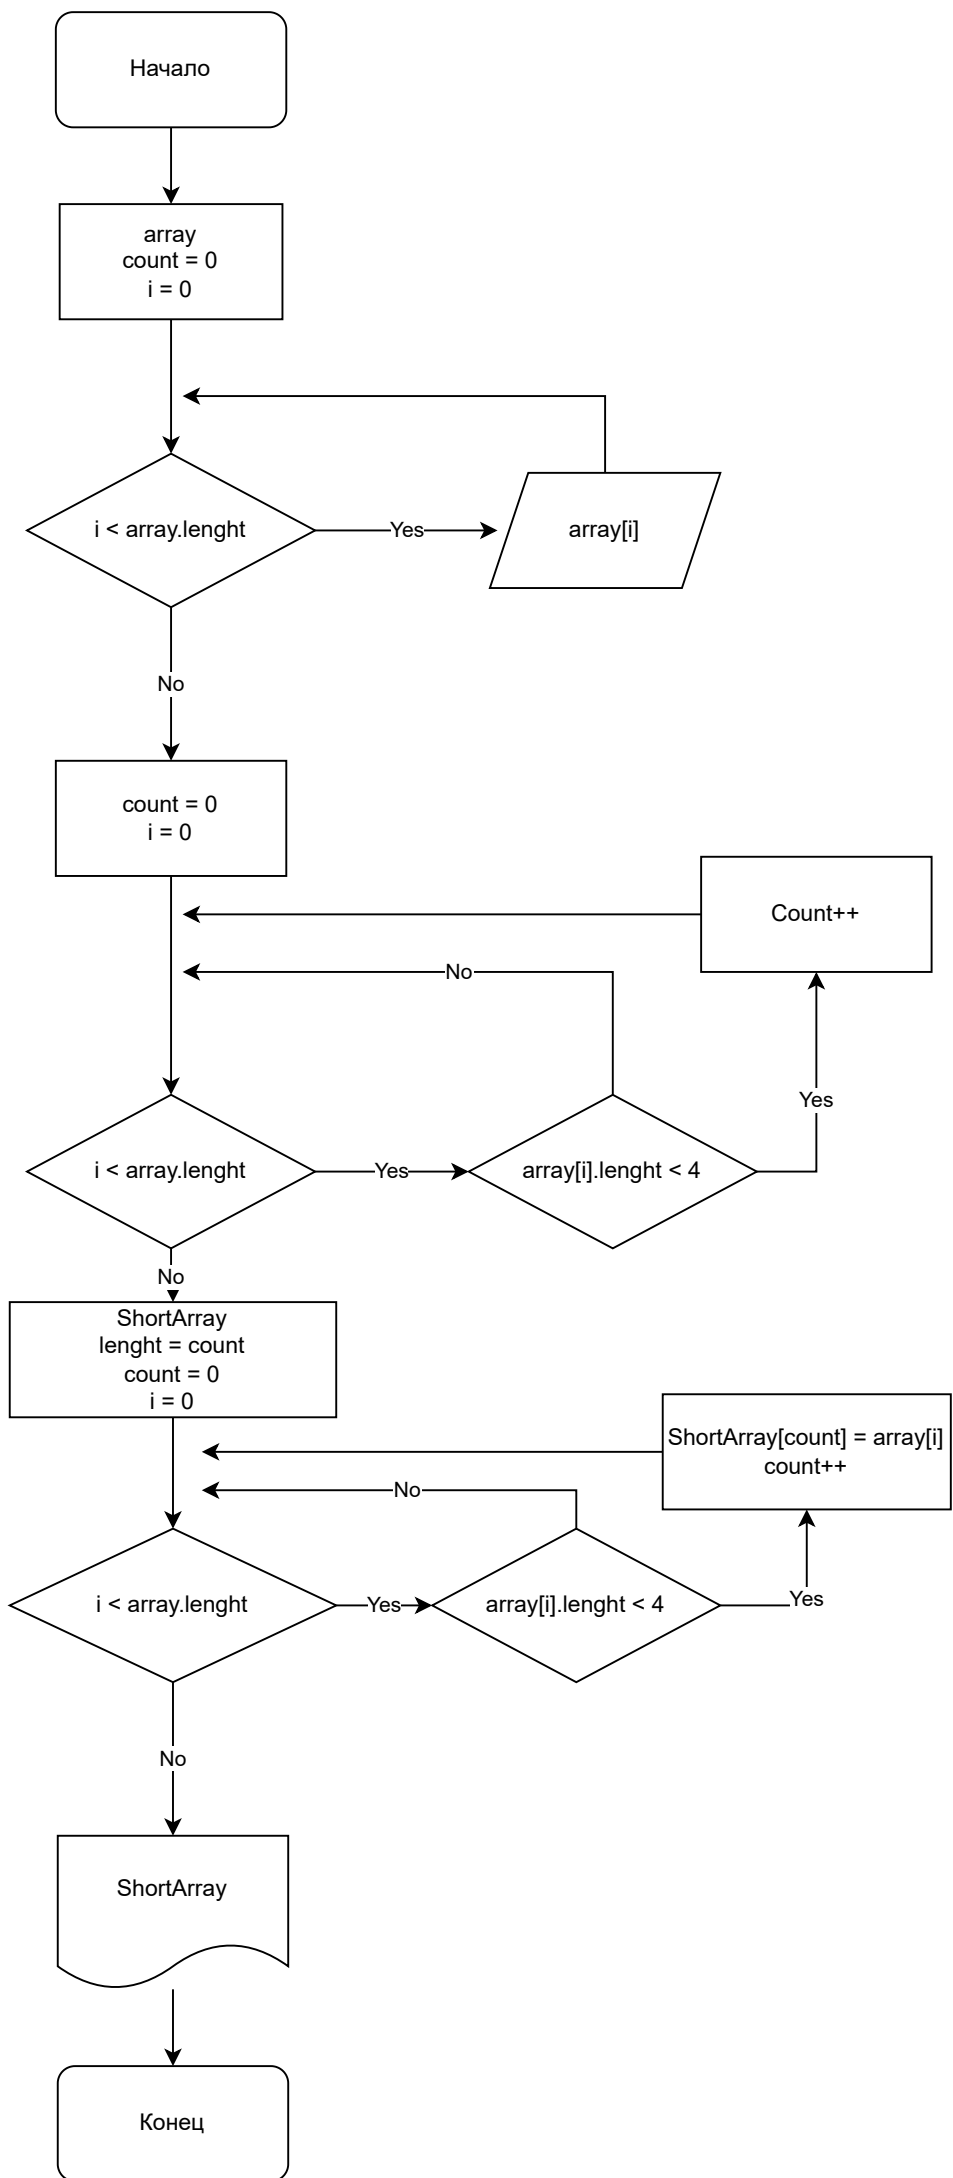 Начало
array
count = 0
i = 0
i < array.lenght
Yes
array[i]
No
count = 0
i = 0
Count++
No
Yes
i < array.lenght
Yes
array[i].lenght < 4
No
ShortArray
lenght = count
count = 0
i = 0
ShortArray[count] = array[i]
count++
No
i < array.lenght
Yes
array[i].lenght < 4
Yes
No
ShortArray
Конец